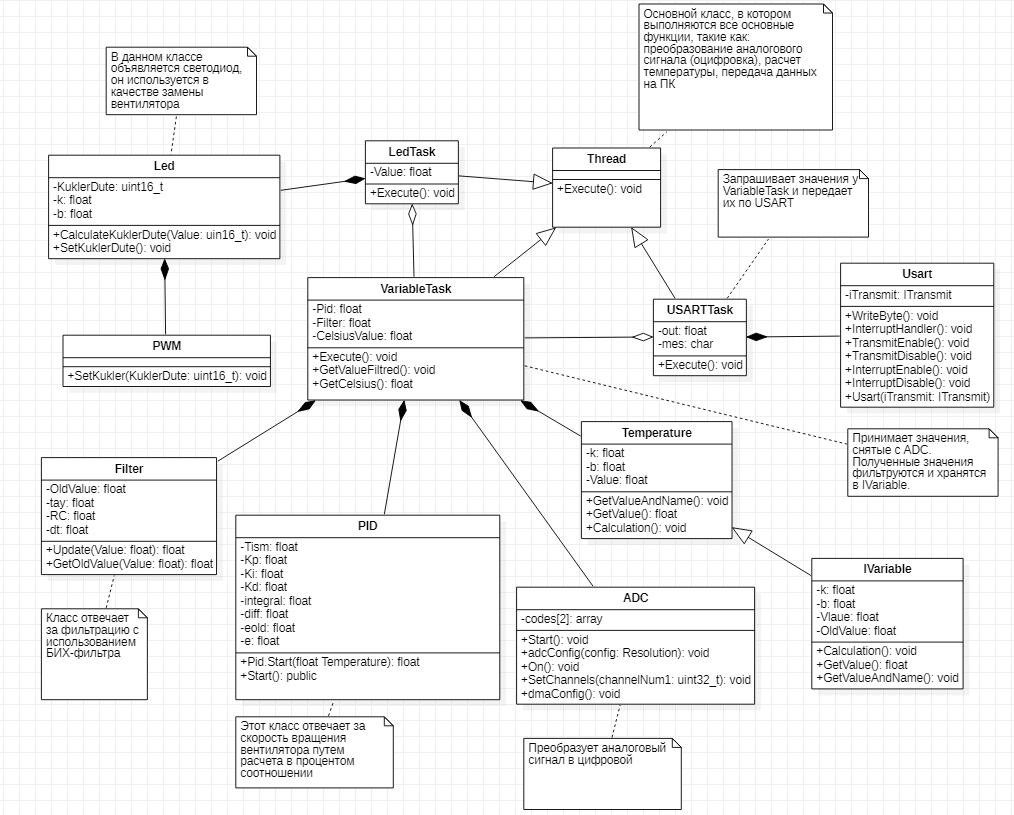 Основной класс, в котором
выполняются все основные
функции, такие как:
преобразование аналогового
сигнала (оцифровка), расчет
температуры, передача данных
на ПК
В данном классе
объявляется светодиод,
он используется в
качестве замены
вентилятора
LedTask
-Value: float
+Execute(): void
Thread
+Execute(): void
Led
-KuklerDute: uint16_t
-k: float
-b: float
+CalculateKuklerDute(Value: uin16_t): void
+SetKuklerDute(): void
Запрашивает значения у
VariableTask и передает
их по USART
VariableTask
-Pid: float
-Filter: float
-CelsiusValue: float
+Execute(): void
+GetValueFiltred(): void
+GetCelsius(): float
USARTTask
-out: float
-mes: char
+Execute(): void
Usart
-iTransmit: ITransmit
+WriteByte(): void
+InterruptHandler(): void
+TransmitEnable(): void
+TransmitDisable(): void
+InterruptEnable(): void
+InterruptDisable(): void
+Usart(iTransmit: ITransmit)
PWM
+SetKukler(KuklerDute: uint16_t): void
Temperature
-k: float
-b: float
-Value: float
+GetValueAndName(): void
+GetValue(): float
+Calculation(): void
Принимает значения,
снятые с ADC.
Полученные значения
фильтруются и хранятся
в IVariable.
Filter
-OldValue: float
-tay: float
-RC: float
-dt: float
+Update(Value: float): float
+GetOldValue(Value: float): float
PID
-Tism: float
-Kp: float
-Ki: float
-Kd: float
-integral: float
-diff: float
-eold: float
-e: float
+Pid.Start(float Temperature): float
+Start(): public
ADC
-codes[2]: array
+Start(): void
+adcConfig(config: Resolution): void
+On(): void
+SetChannels(channelNum1: uint32_t): void
+dmaConfig(): void
IVariable
-k: float
-b: float
-Vlaue: float
-OldValue: float
+Calculation(): void
+GetValue(): float
+GetValueAndName(): void
Класс отвечает
за фильтрацию с
использованием
БИХ-фильтра
Этот класс отвечает за
скорость вращения
вентилятора путем
расчета в процентом
соотношении
Преобразует аналоговый
сигнал в цифровой